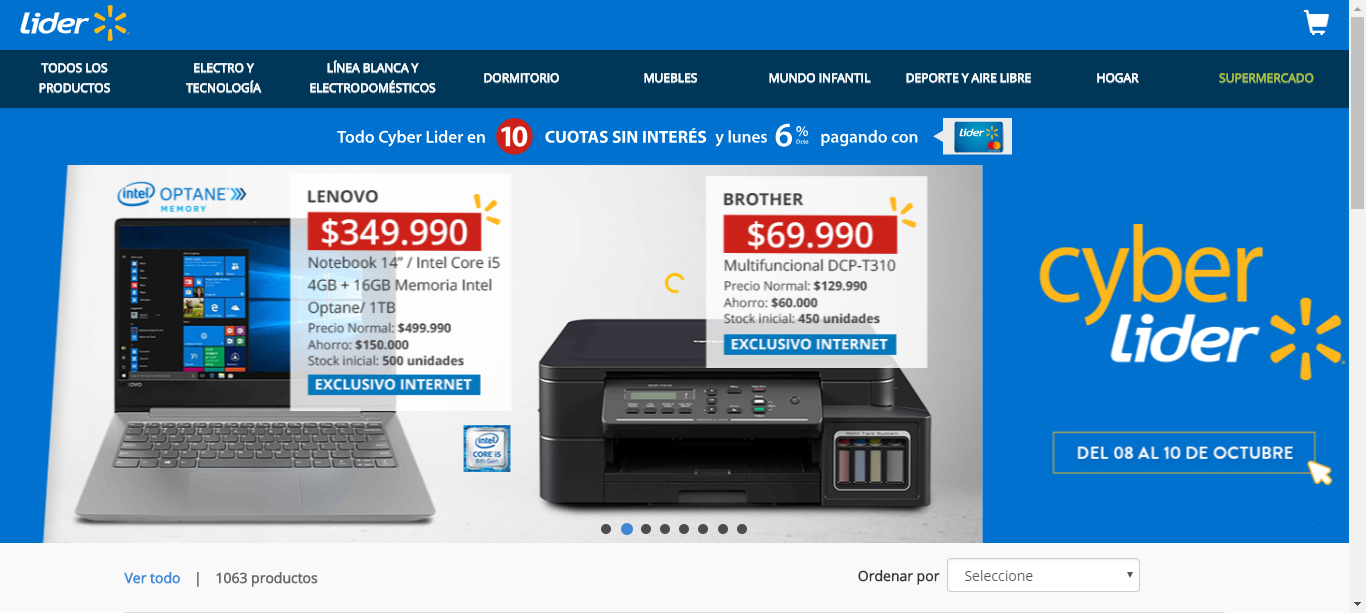 Lider
TODOS LOS
PRODUCTOS
ELECTRO Y
TECNOLOGÍA
LÍNEA BLANCA Y
ELECTRODOMÉSTICOS
DORMITORIO
MUEBLES
MUNDO INFANTIL
DEPORTE Y AIRE LIBRE
HOGAR
SUPERMERCADO
Todo Cyber Lider en 10 CUOTAS SIN INTERÉS y lunes 6% Dcto pagando con
lider
intel OPTANE
MEMORY
LENOVO
$349.990
Notebook 14” / Intel Core i5
4GB + 16GB Memoria Intel
Optane/ 1TB
Precio Normal: $499.990
Ahorro: $150.000
Stock inicial: 500 unidades
EXCLUSIVO INTERNET
intel
CORE i5
8th Gen
BROTHER
$69.990
Multifuncional DCP-T310
Precio Normal: $129.990
Ahorro: $60.000
Stock inicial: 450 unidades
EXCLUSIVO INTERNET
Refill Tank System
cyber
lider
DEL 08 AL 10 DE OCTUBRE
Ver todo | 1063 productos
Ordenar por
Seleccione